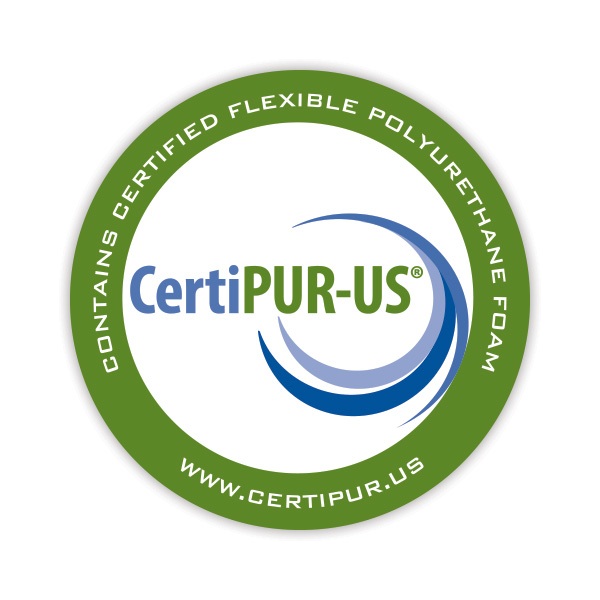 CONTAINS CERTIFIED FLEXIBLE POLYURETHANE FOAM
CertiPUR-US®
WWW.CERTIPUR.US